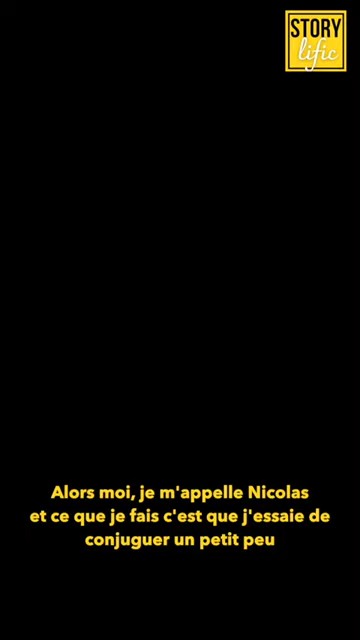 STORY
lific
Alors moi, je m'appelle Nicolas
et ce que je fais c'est que j'essaie de
conjuguer un petit peu